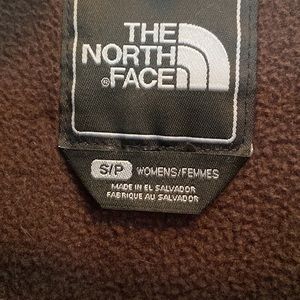 THE
NORTH
®FACE
S/P WOMENS/FEMMES
MADE IN EL SALVADOR
FABRIQUE AU SALVADOR